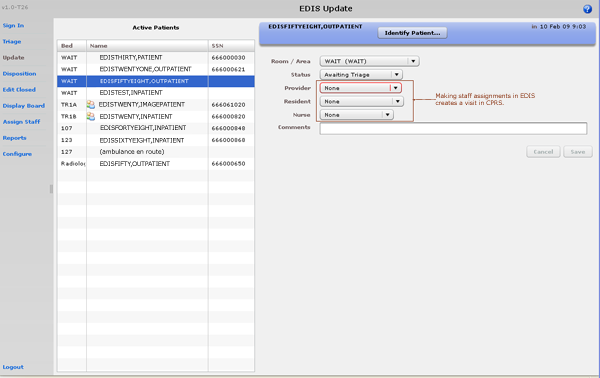 v1.0-T26
EDIS Update
Sign In
Triage
Update
Disposition
Edit Closed
Display Board
Assign Staff
Reports
Configure
Logout
Active Patients
Bed Name SSN
WAIT EDISTHIRTY,PATIENT 666000030
WAIT EDISTWENTYONE,OUTPATIENT 666000621
WAIT EDISFIFTYEIGHT,OUTPATIENT
WAIT EDISTEST,INPATIENT
TR1A EDISTWENTY,IMAGEPATIENT 666061020
TR1B EDISTWENTY,INPATIENT 666000820
107 EDISFORTYEIGHT,INPATIENT 666000848
123 EDISSIXTYEIGHT,INPATIENT 666000868
127 (ambulance en route)
Radiolo EDISFIFTY,OUTPATIENT 666000650
EDISFIFTYEIGHT,OUTPATIENT
Identify Patient...
in 10 Feb 09 9:03
Room / Area WAIT (WAIT)
Status Awaiting Triage
Provider None
Resident None
Nurse None
Making staff assignments in EDIS
creates a visit in CPRS.
Comments
Cancel Save